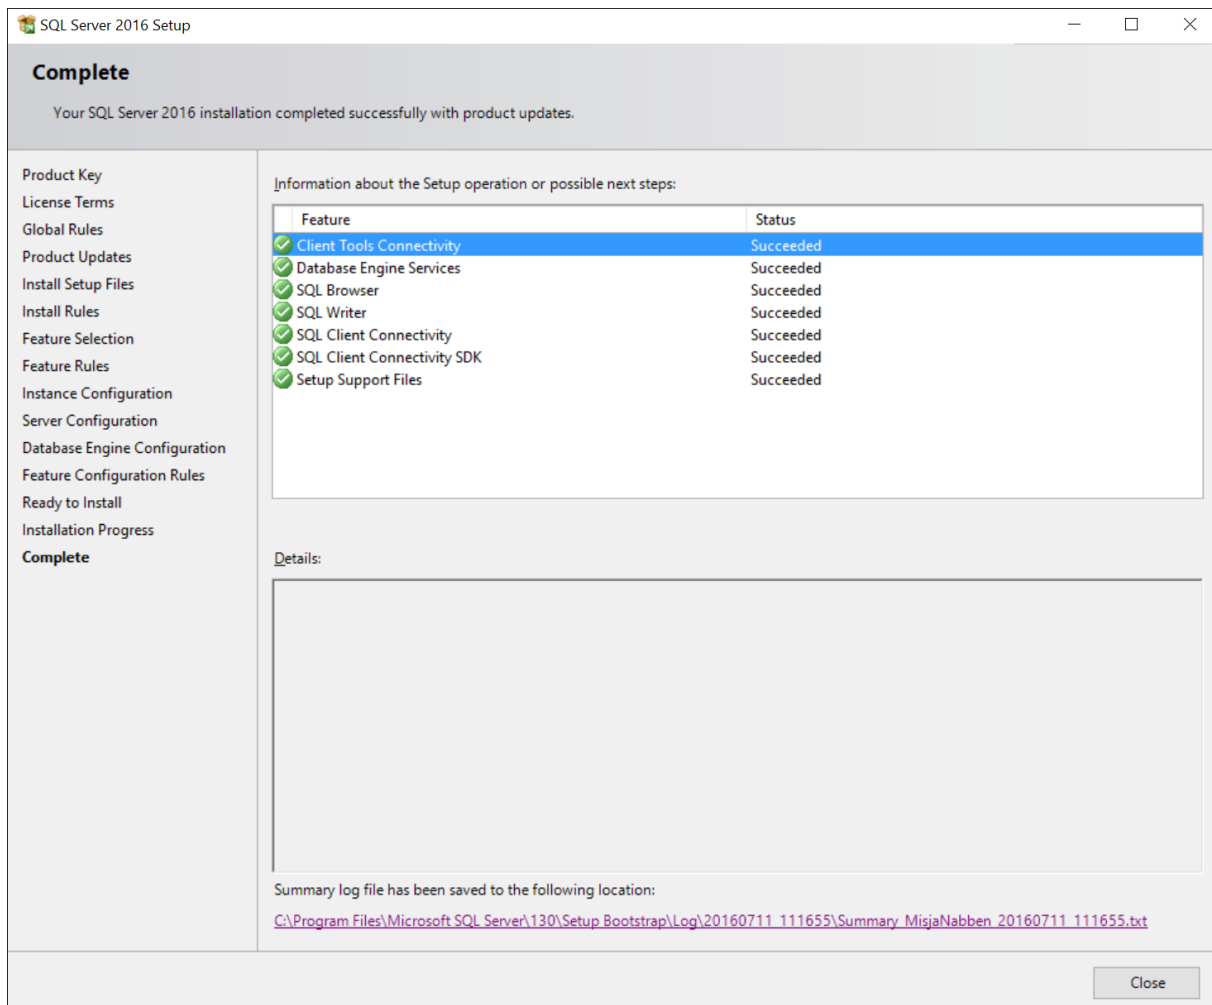 SQL Server 2016 Setup
Complete
Your SQL Server 2016 installation completed successfully with product updates.
Product Key
License Terms
Global Rules
Product Updates
Install Setup Files
Install Rules
Feature Selection
Feature Rules
Instance Configuration
Server Configuration
Database Engine Configuration
Feature Configuration Rules
Ready to Install
Installation Progress
Complete
Information about the Setup operation or possible next steps:
Feature Status
Client Tools Connectivity Succeeded
Database Engine Services Succeeded
SQL Browser Succeeded
SQL Writer Succeeded
SQL Client Connectivity Succeeded
SQL Client Connectivity SDK Succeeded
Setup Support Files Succeeded
Details:
Summary log file has been saved to the following location:
C:\Program Files\Microsoft SQL Server\130\Setup Bootstrap\Log\20160711_111655\Summary_MisjaNabben_20160711_111655.txt
Close